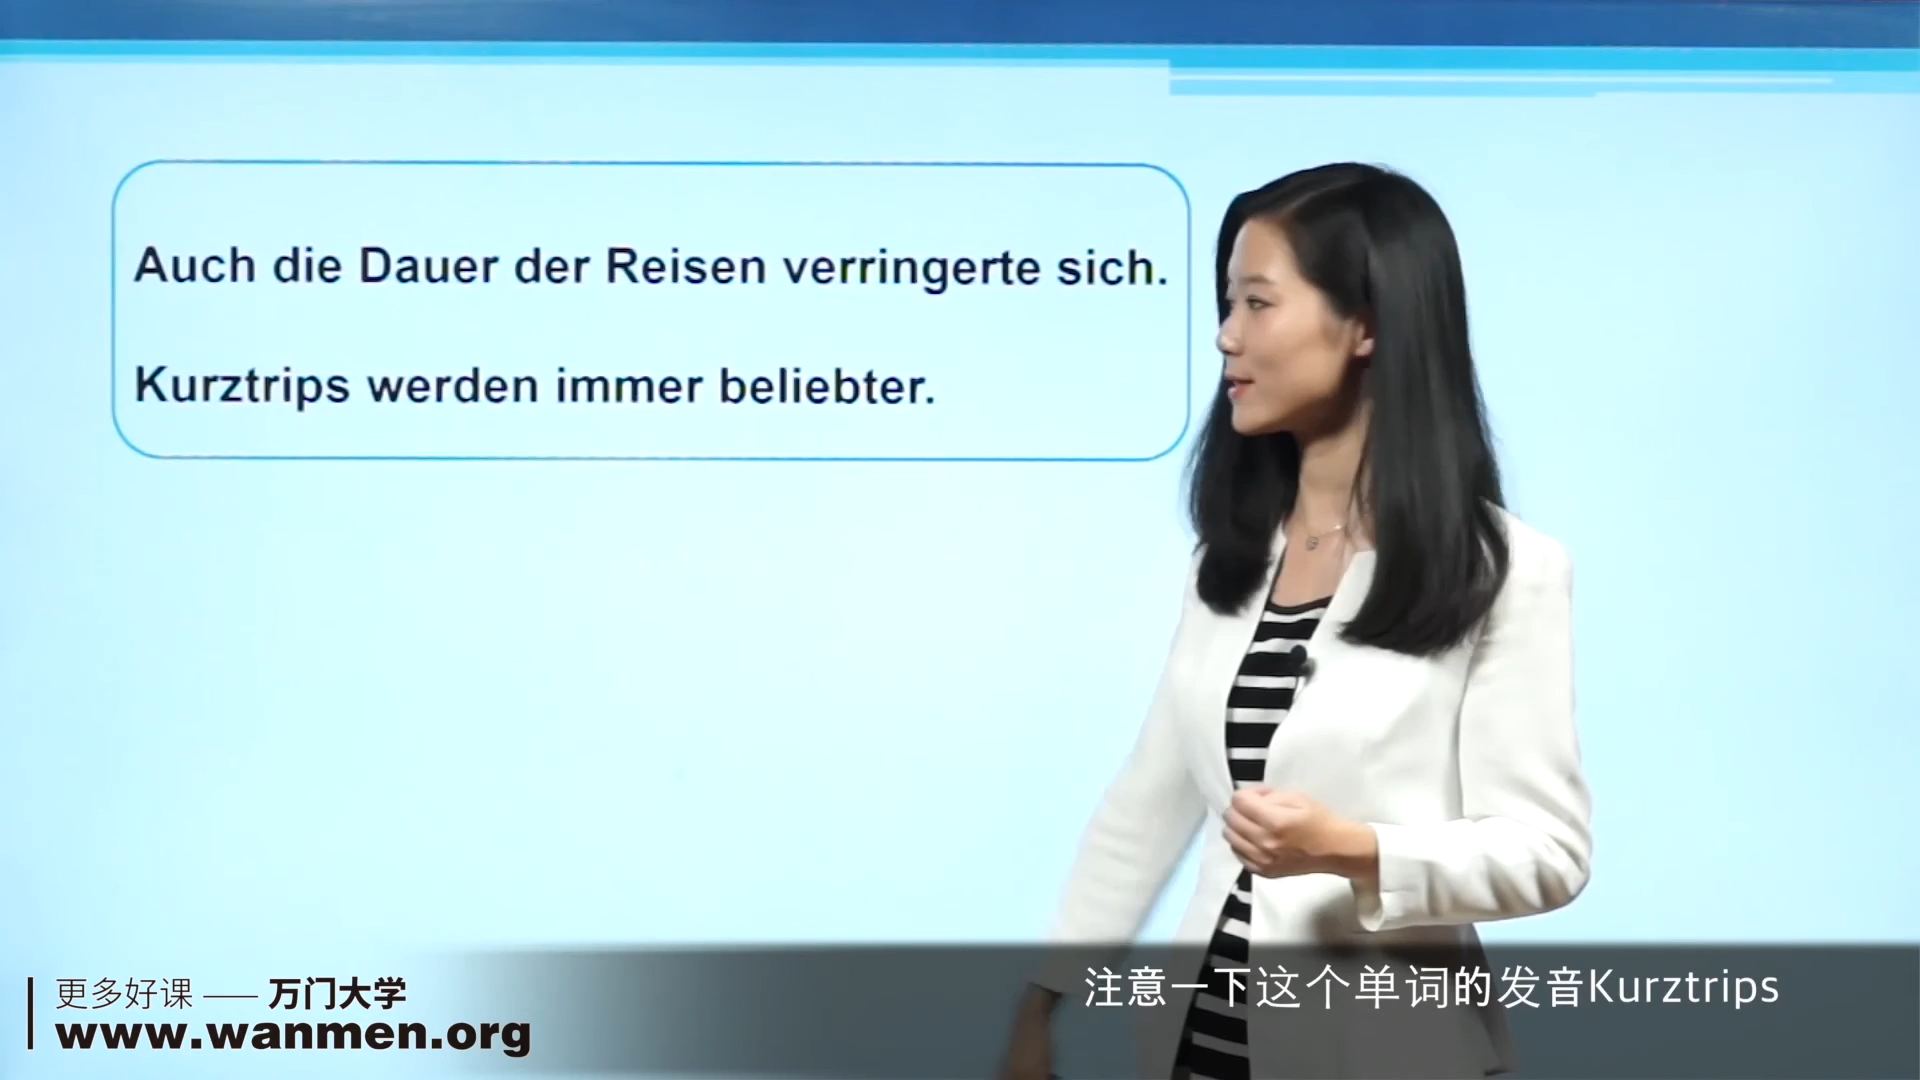 Auch die Dauer der Reisen verringerte sich.
Kurztrips werden immer beliebter.
注意一下这个单词的发音Kurztrips
更多好课 —— 万门大学
www.wanmen.org